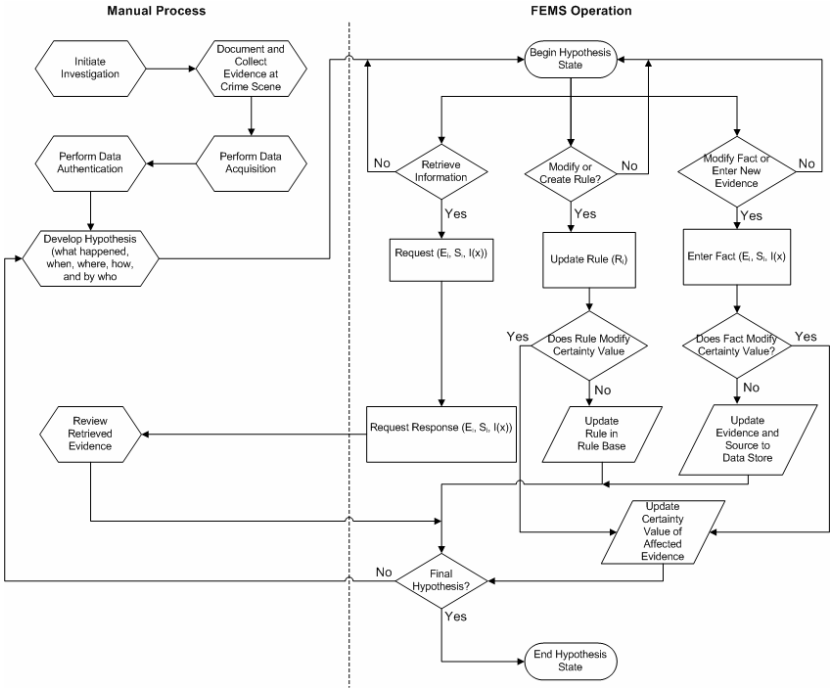 Manual Process
FEMS Operation
Initiate
Investigation
Document and
Collect
Evidence at
Crime Scene
Begin Hypothesis
State
Perform Data
Authentication
Perform Data
Acquisition
No
Retrieve
Information
Modify or
Create Rule?
No
Modify Fact or
Enter New
Evidence
No
Yes
Yes
Yes
Develop Hypothesis
(what happened,
when, where, how,
and by who
Request (Ei, Si, I(x))
Update Rule (Ri)
Enter Fact (Ei, Si, I(x)
Yes
Does Rule Modify
Certainty Value
Does Fact Modify
Certainty Value?
Yes
No
No
Review
Retrieved
Evidence
Request Response (Ei, Si, I(x))
Update
Rule in
Rule Base
Update
Evidence and
Source to
Data Store
Update
Certainty
Value of
Affected
Evidence
No
Final
Hypothesis?
Yes
End Hypothesis
State